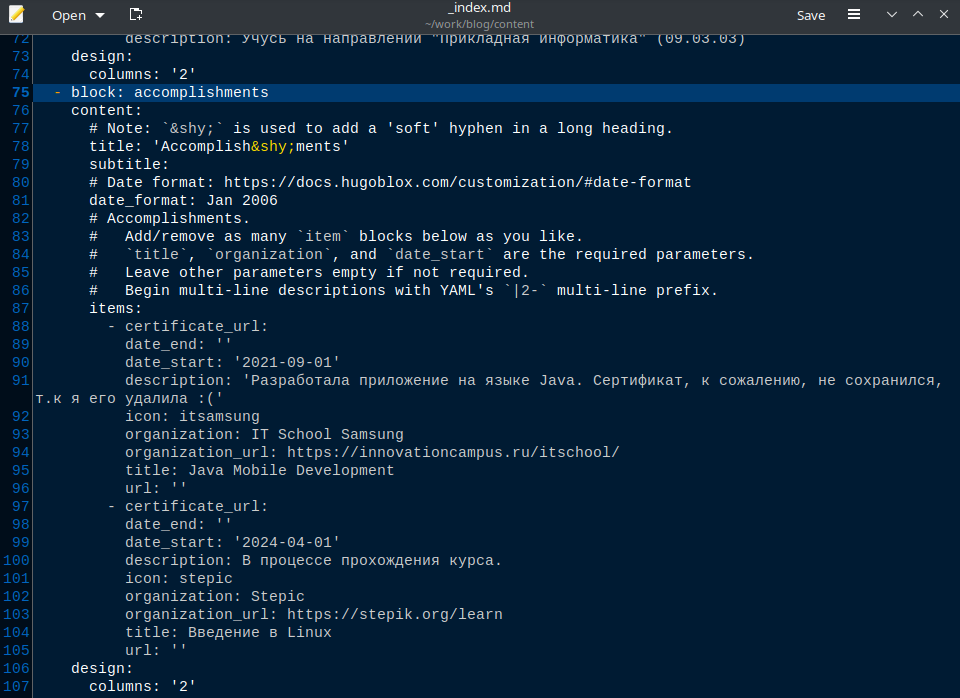 Open
_index.md
~/work/blog/content
Save
72           description: Учусь на направлении "Прикладная информатика" (09.03.03)
73     design:
74       columns: '2'
75   - block: accomplishments
76     content:
77       # Note: `&shy;` is used to add a 'soft' hyphen in a long heading.
78       title: 'Accomplish&shy;ments'
79       subtitle:
80       # Date format: https://docs.hugoblox.com/customization/#date-format
81       date_format: Jan 2006
82       # Accomplishments.
83       #   Add/remove as many `item` blocks below as you like.
84       #   `title`, `organization`, and `date_start` are the required parameters.
85       #   Leave other parameters empty if not required.
86       #   Begin multi-line descriptions with YAML's `|2-` multi-line prefix.
87       items:
88         - certificate_url:
89           date_end: ''
90           date_start: '2021-09-01'
91           description: 'Разработала приложение на языке Java. Сертификат, к сожалению, не сохранился,
т.к я его удалила :('
92           icon: itsamsung
93           organization: IT School Samsung
94           organization_url: https://innovationcampus.ru/itschool/
95           title: Java Mobile Development
96           url: ''
97         - certificate_url:
98           date_end: ''
99           date_start: '2024-04-01'
100           description: В процессе прохождения курса.
101           icon: stepic
102           organization: Stepic
103           organization_url: https://stepik.org/learn
104           title: Введение в Linux
105           url: ''
106     design:
107       columns: '2'